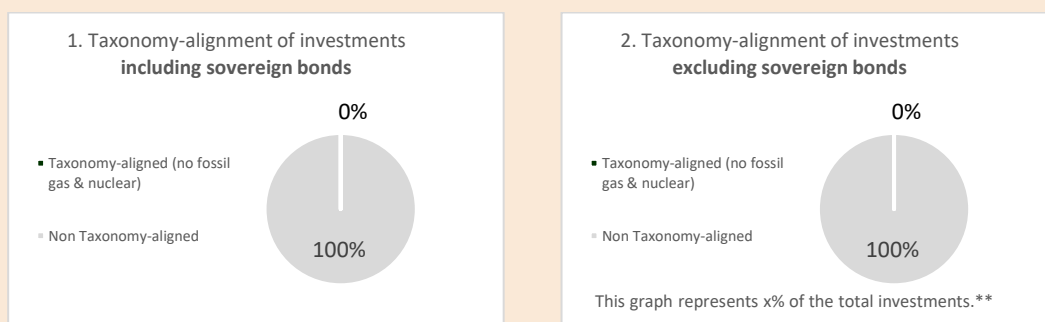 1. Taxonomy-alignment of investments
including sovereign bonds
0%
Taxonomy-aligned (no fossil
gas & nuclear)
Non Taxonomy-aligned
100%
2. Taxonomy-alignment of investments
excluding sovereign bonds
0%
Taxonomy-aligned (no fossil
gas & nuclear)
Non Taxonomy-aligned
100%
This graph represents x% of the total investments.**